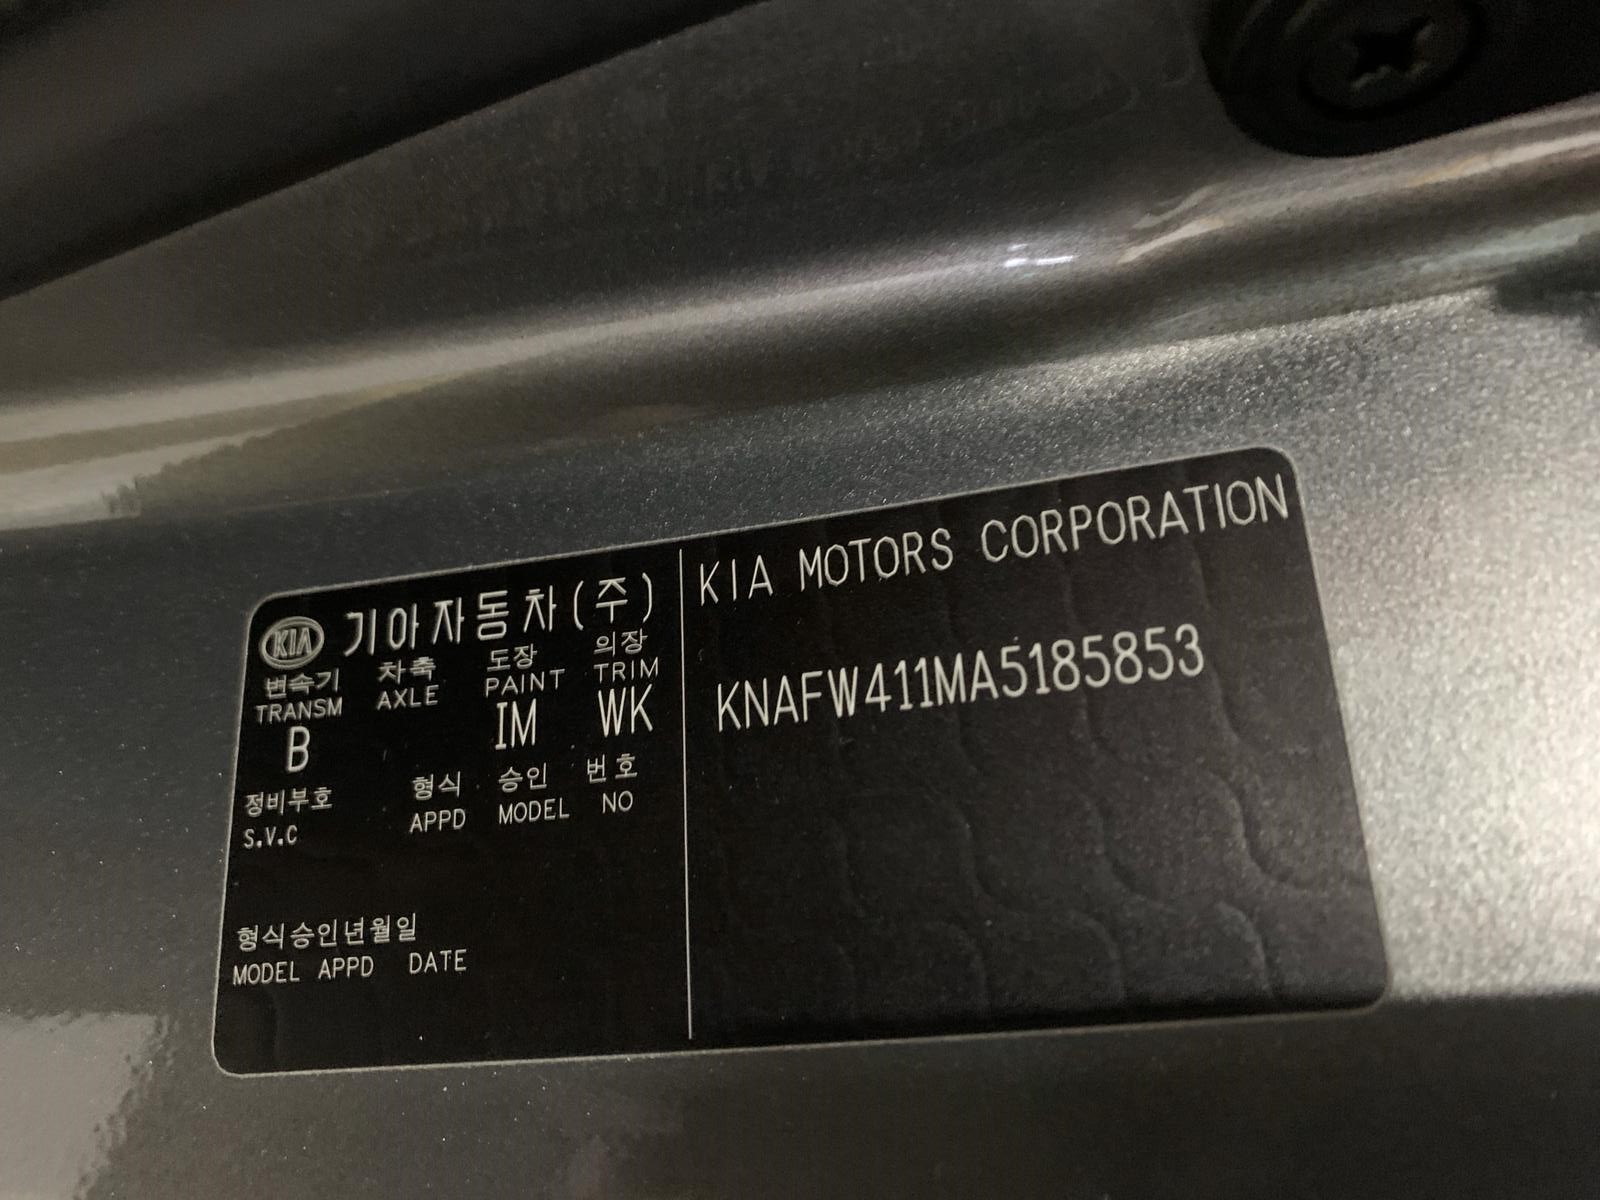 KIA 기아자동차(주)
변속기 차축 도장 의장
TRANSM AXLE PAINT TRIM
B IM WK
정비부호 형식 승인 번호
S.V.C APPD MODEL NO
형식승인년월일
MODEL APPD DATE
KIA MOTORS CORPORATION
KNAFW411MA5185853